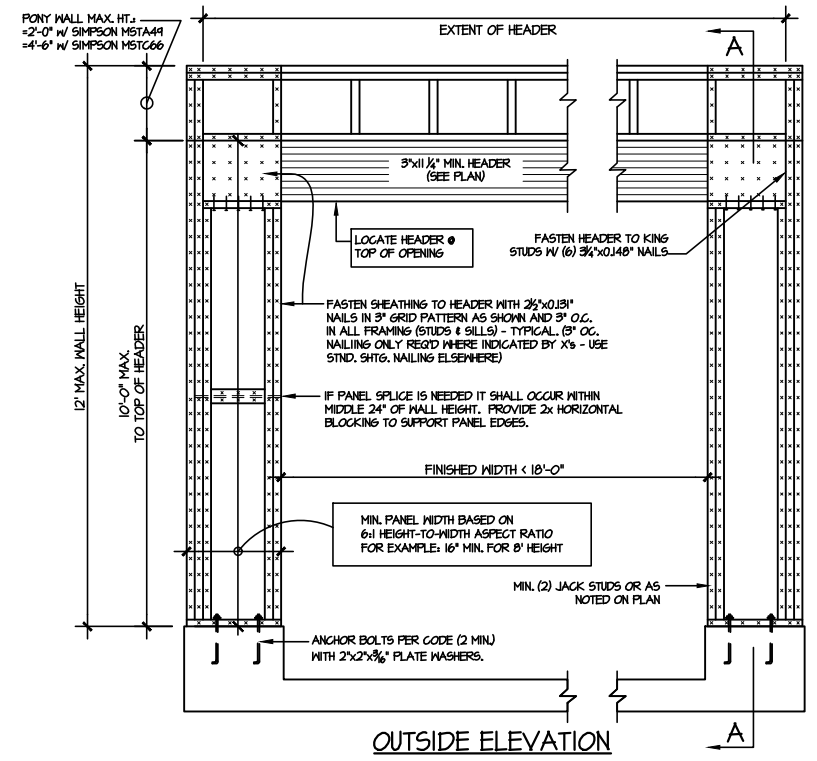 PONY WALL MAX. HT.:
=2'-0" W/ SIMPSON MSTA49
=4'-6" W/ SIMPSON MSTC66
EXTENT OF HEADER
A
3"x11 1/4" MIN. HEADER
(SEE PLAN)
LOCATE HEADER @
TOP OF OPENING
FASTEN HEADER TO KING
STUDS W/ (6) 3/4"x0.148" NAILS
FASTEN SHEATHING TO HEADER WITH 2½"x0.131"
NAILS IN 3" GRID PATTERN AS SHOWN AND 3" O.C.
IN ALL FRAMING (STUDS & SILLS) - TYPICAL. (3" OC.
NAILING ONLY REQ'D WHERE INDICATED BY X's - USE
STND. SHTG. NAILING ELSEWHERE)
12' MAX. WALL HEIGHT
10'-0" MAX.
TO TOP OF HEADER
IF PANEL SPLICE IS NEEDED IT SHALL OCCUR WITHIN
MIDDLE 24" OF WALL HEIGHT. PROVIDE 2x HORIZONTAL
BLOCKING TO SUPPORT PANEL EDGES.
FINISHED WIDTH < 18'-0"
MIN. PANEL WIDTH BASED ON
6:1 HEIGHT-TO-WIDTH ASPECT RATIO
FOR EXAMPLE: 16" MIN. FOR 8' HEIGHT
MIN. (2) JACK STUDS OR AS
NOTED ON PLAN
ANCHOR BOLTS PER CODE (2 MIN.)
WITH 2"x2"x3/16" PLATE WASHERS.
A
OUTSIDE ELEVATION